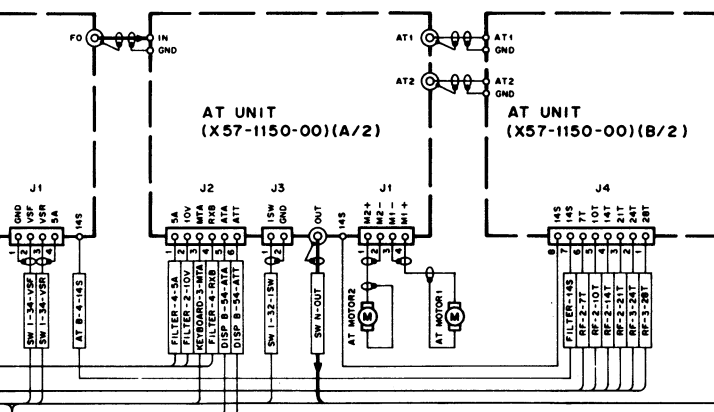 FO
IN
GND
AT1
AT1
GND
AT2
AT2
GND
AT UNIT
(X57-1150-00)(A/2)
AT UNIT
(X57-1150-00)(B/2)
J1
GND
VSF
VSR
5A
14S
1
2
3
4
SW 1-34-VSF
SW 1-34-VSR
AT B-4-14S
J2
5A
10V
MTA
RXB
ATA
ATT
1
2
3
4
5
6
FILTER-4-5A
FILTER-2-10V
KEYBOARD-3-MTA
FILTER-4-RXB
DISP B-54-ATA
DISP B-54-ATT
J3
1SW
GND
1
2
SW 1-32-1SW
OUT
SW N-OUT
14S
J1
M2+
M2-
M1-
M1+
1
2
3
4
AT MOTOR2
M
AT MOTOR1
M
J4
14S
14S
7T
10T
14T
21T
24T
28T
8
7
6
5
4
3
2
1
FILTER-14S
RF-2-7T
RF-2-10T
RF-2-14T
RF-2-21T
RF-3-24T
RF-3-28T